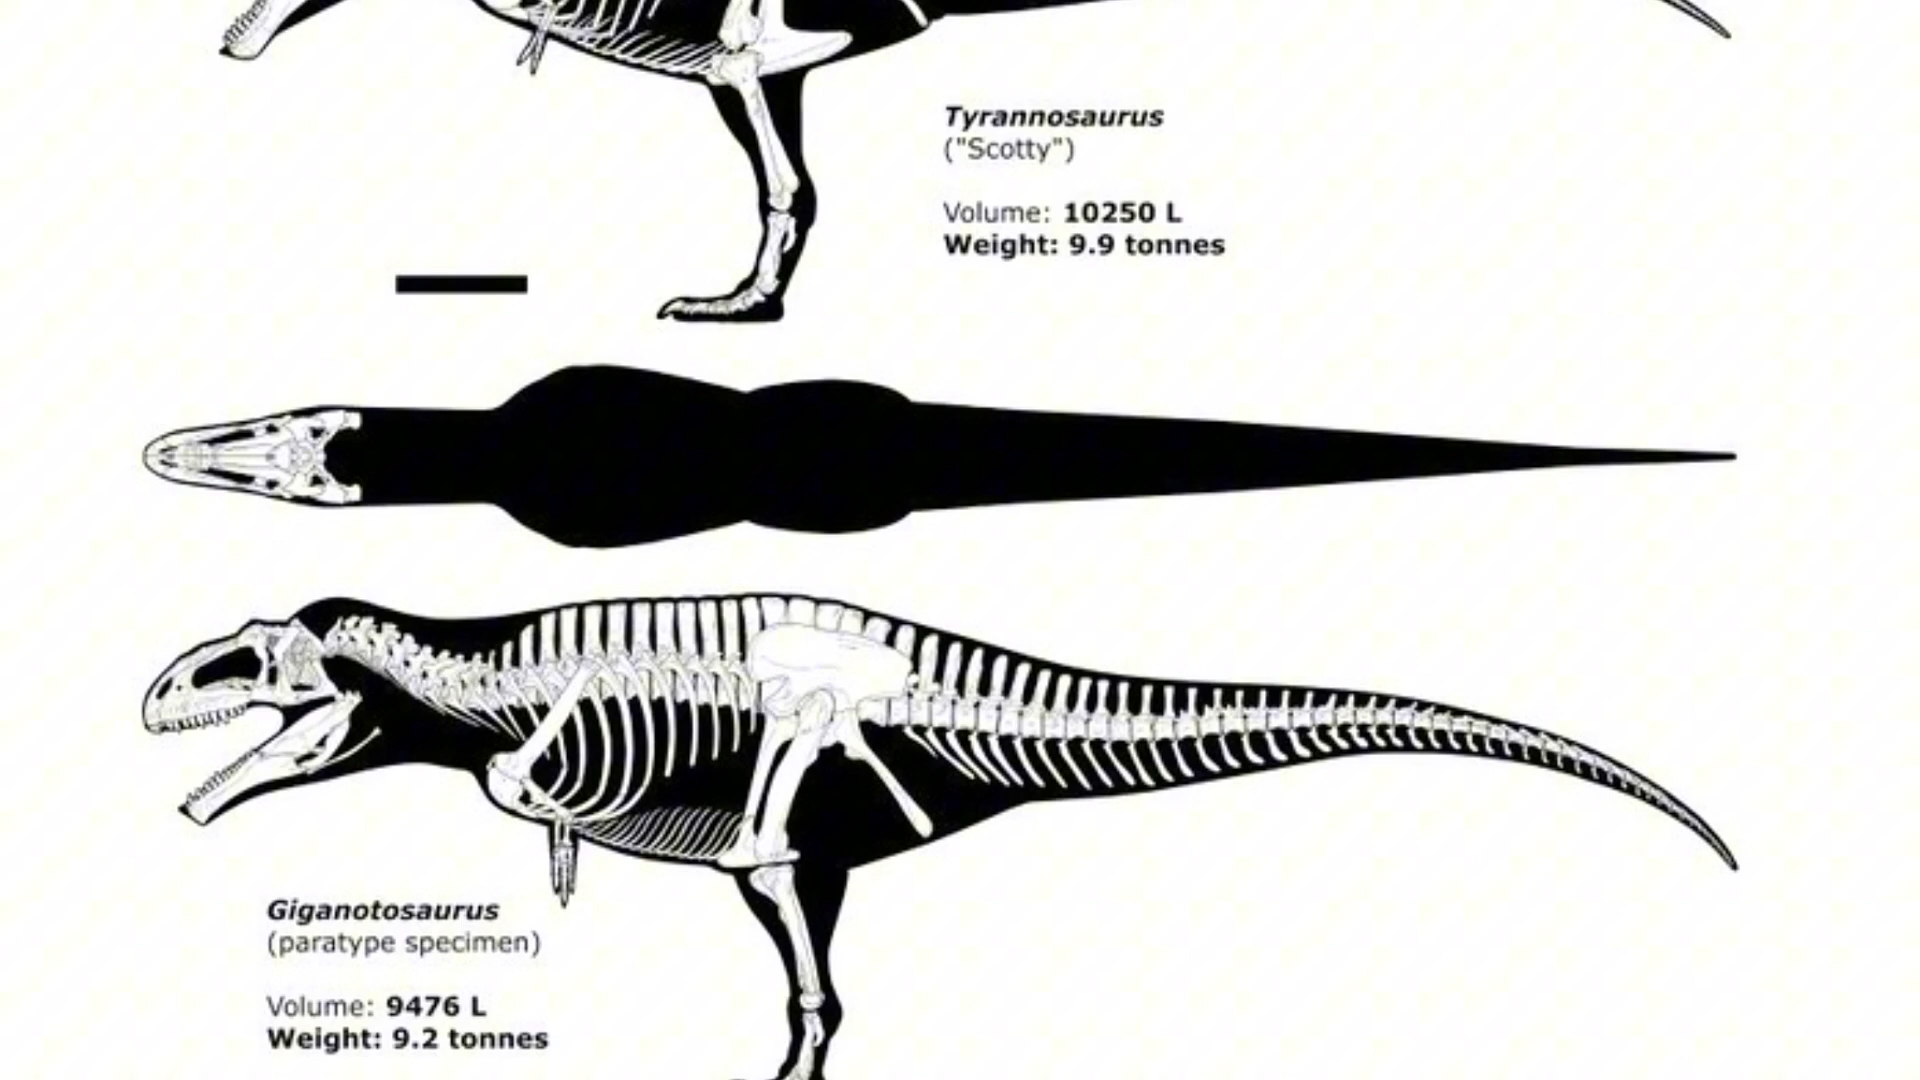 Tyrannosaurus
("Scotty")
Volume: 10250 L
Weight: 9.9 tonnes
Giganotosaurus
(paratype specimen)
Volume: 9476 L
Weight: 9.2 tonnes